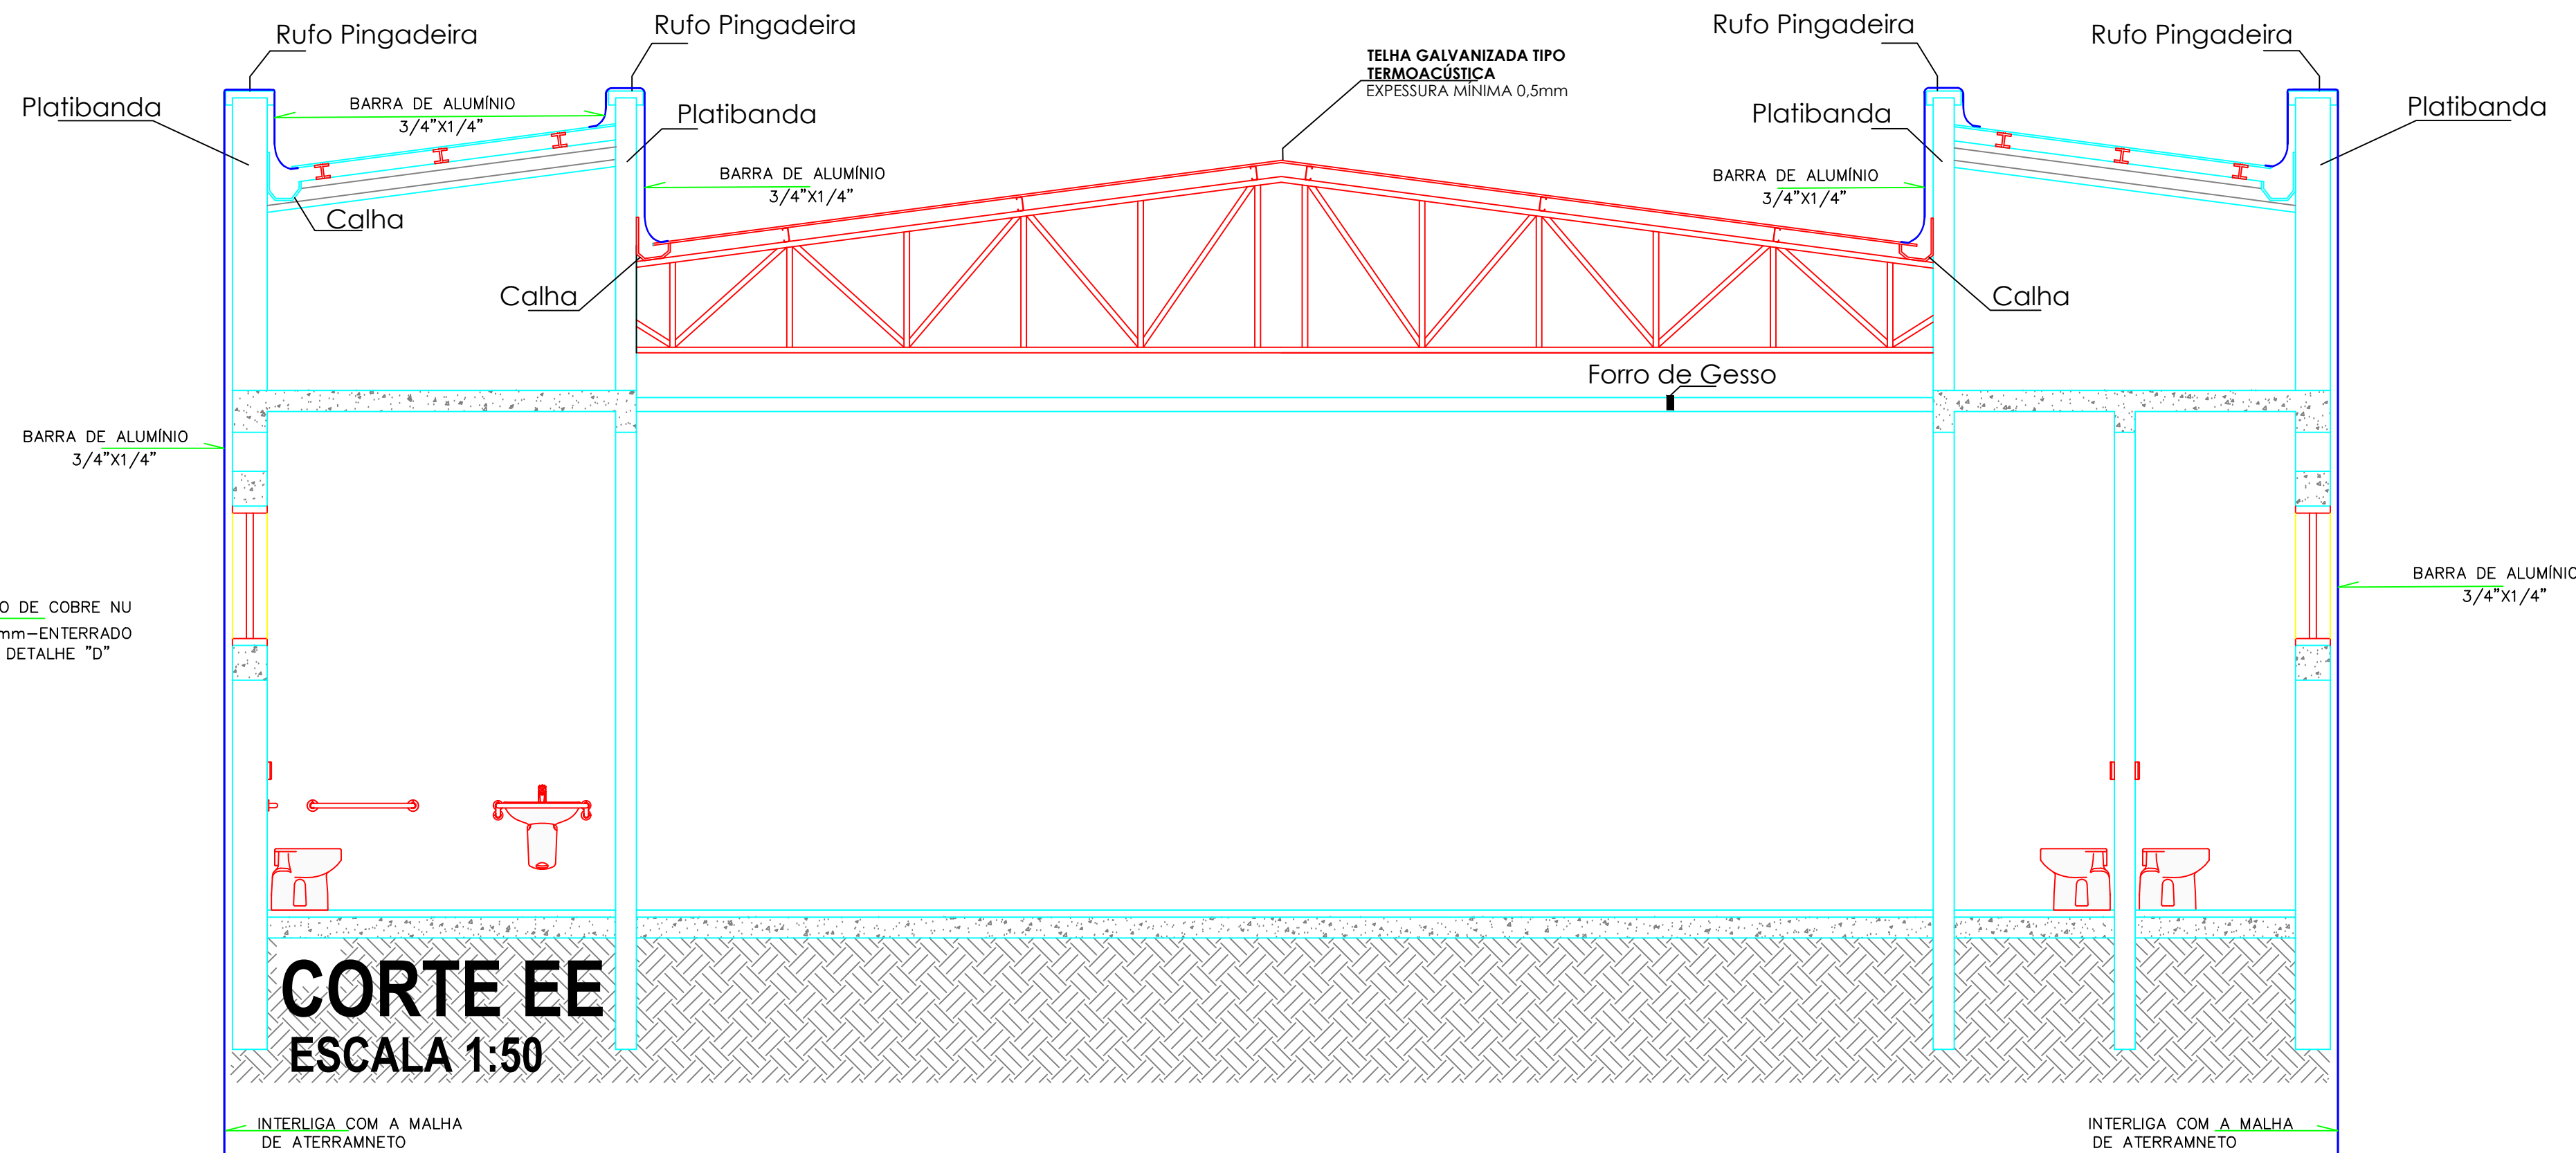 Rufo Pingadeira
Rufo Pingadeira
Rufo Pingadeira
Rufo Pingadeira
TELHA GALVANIZADA TIPO
TERMOACÚSTICA
EXPESSURA MÍNIMA 0,5mm
Platibanda
BARRA DE ALUMÍNIO
3/4"X1/4"
Platibanda
Platibanda
Platibanda
BARRA DE ALUMÍNIO
3/4"X1/4"
BARRA DE ALUMÍNIO
3/4"X1/4"
Calha
Calha
Calha
Forro de Gesso
BARRA DE ALUMÍNIO
3/4"X1/4"
BARRA DE ALUMÍNIO
3/4"X1/4"
O DE COBRE NU
mm-ENTERRADO
DETALHE "D"
CORTE EE
ESCALA 1:50
INTERLIGA COM A MALHA
DE ATERRAMNETO
INTERLIGA COM A MALHA
DE ATERRAMNETO